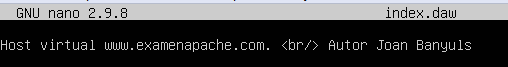 GNU nano 2.9.8 index.daw
Host virtual www.examenapache.com. <br/> Autor Joan Banyuls